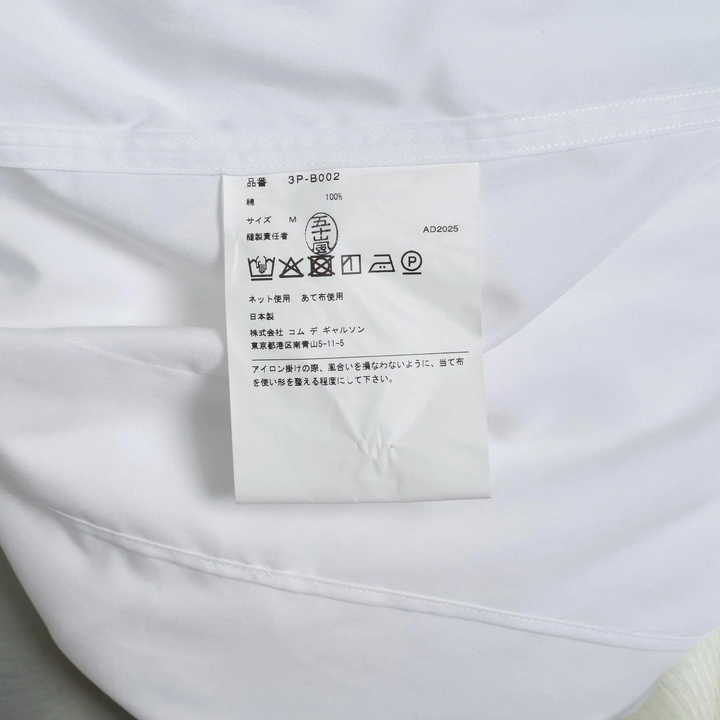 品番 3P-B002
綿 100%
サイズ M
縫製責任者 五十嵐 AD2025
ネット使用 あて布使用
日本製
株式会社 コム デ ギャルソン
東京都港区南青山5-11-5
アイロン掛けの際、風合いを損なわないように、当て布
を使い形を整える程度にして下さい。